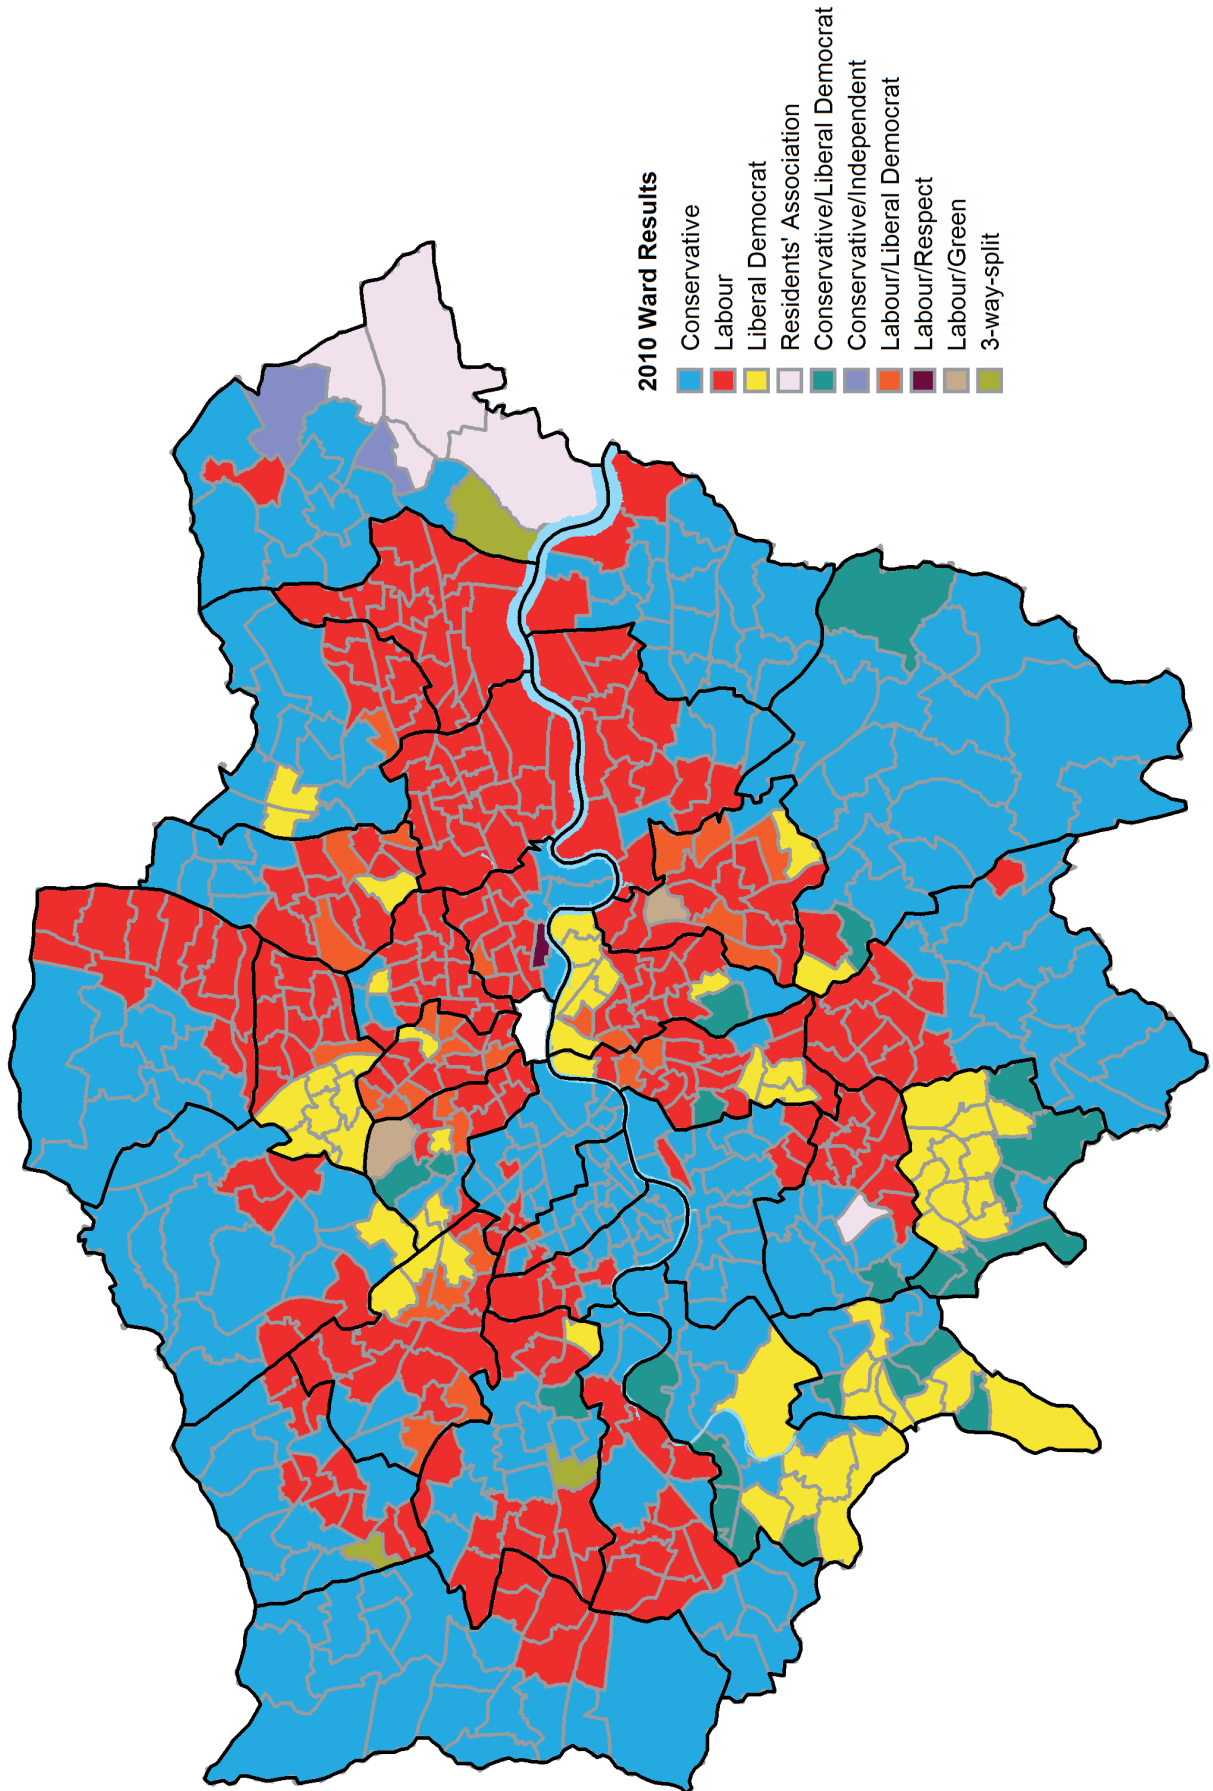 2010 Ward Results
Conservative
Labour
Liberal Democrat
Residents' Association
Conservative/Liberal Democrat
Conservative/Independent
Labour/Liberal Democrat
Labour/Respect
Labour/Green
3-way-split